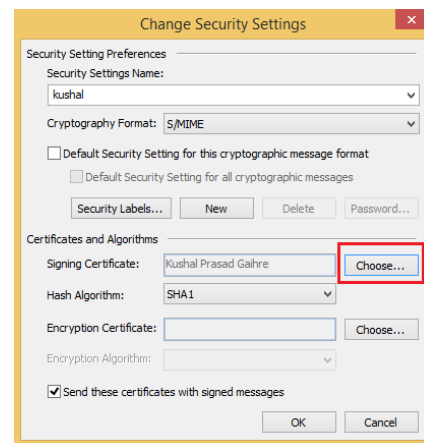 Change Security Settings
Security Setting Preferences
Security Settings Name:
kushal
Cryptography Format: S/MIME
Default Security Setting for this cryptographic message format
Default Security Setting for all cryptographic messages
Security Labels... New Delete Password...
Certificates and Algorithms
Signing Certificate: Kushal Prasad Gaihre Choose...
Hash Algorithm: SHA1
Encryption Certificate: Choose...
Encryption Algorithm:
Send these certificates with signed messages
OK Cancel